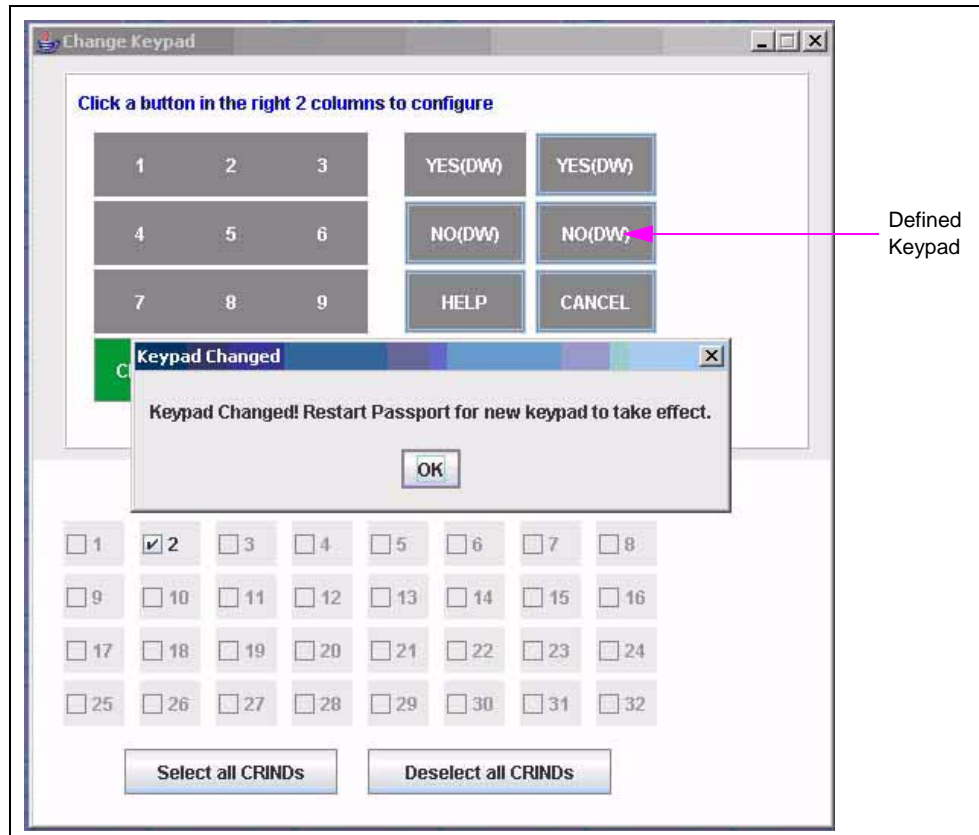 Change Keypad
Click a button in the right 2 columns to configure
1 2 3 YES(DW) YES(DW)
4 5 6 NO(DW) NO(DW)
Defined
Keypad
7 8 9 HELP CANCEL
Keypad Changed
Keypad Changed! Restart Passport for new keypad to take effect.
OK
1 2 3 4 5 6 7 8
9 10 11 12 13 14 15 16
17 18 19 20 21 22 23 24
25 26 27 28 29 30 31 32
Select all CRINDs Deselect all CRINDs